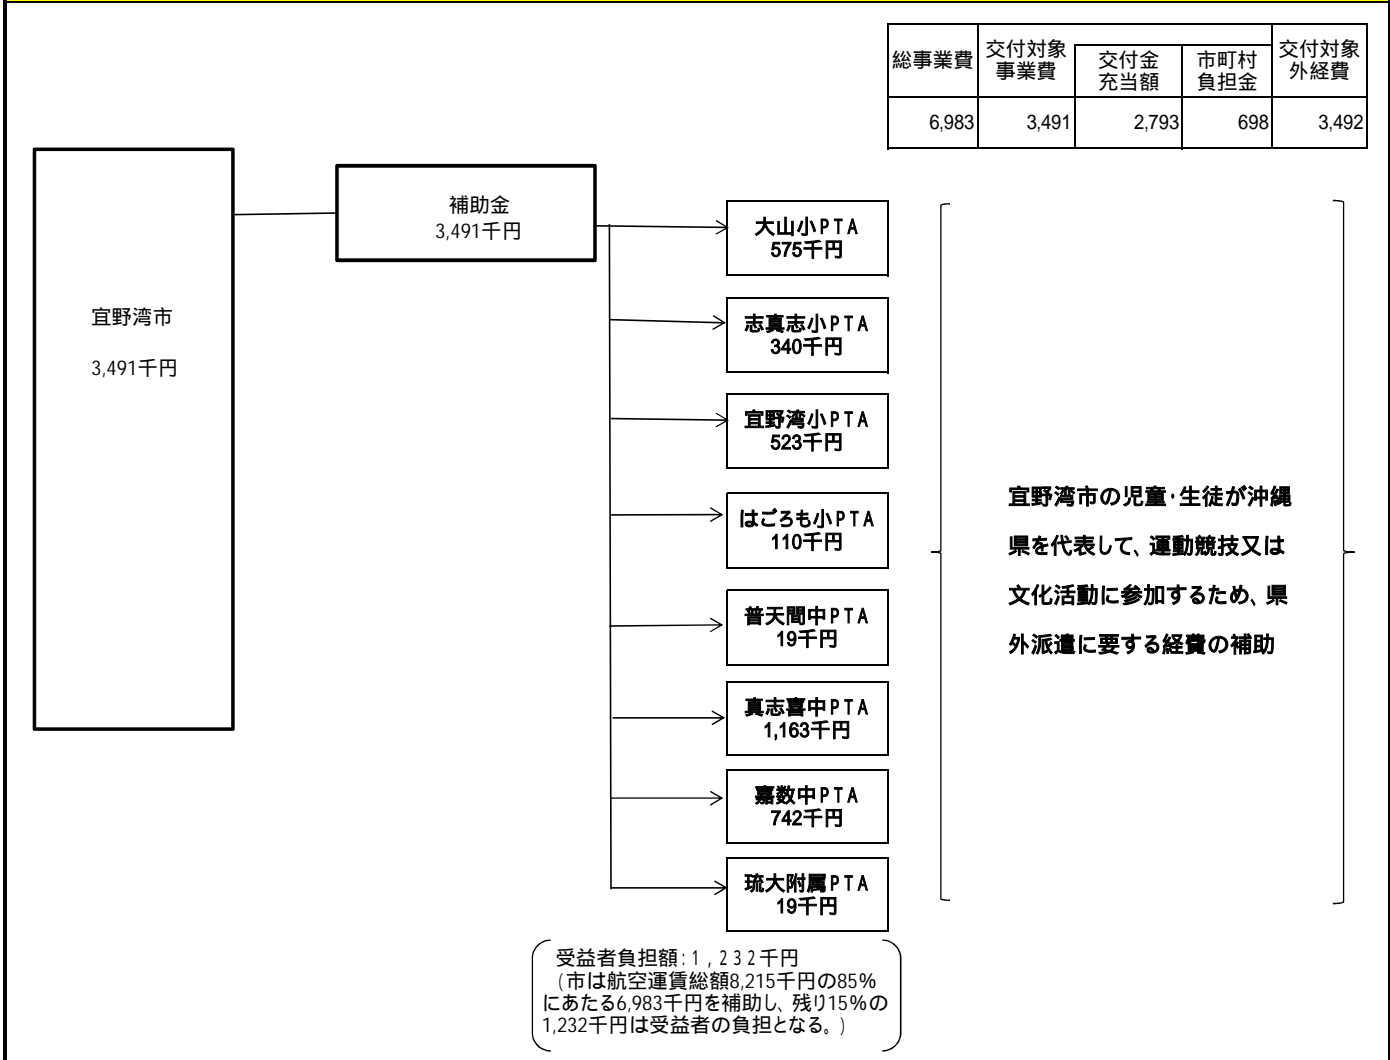 総事業費
交付対象
事業費
交付金
充当額
市町村
負担金
交付対象
外経費
6,983
3,491
2,793
698
3,492
宜野湾市
3,491千円
補助金
3,491千円
大山小PTA
575千円
志真志小PTA
340千円
宜野湾小PTA
523千円
はごろも小PTA
110千円
普天間中PTA
19千円
真志喜中PTA
1,163千円
嘉数中PTA
742千円
琉大附属PTA
19千円
宜野湾市の児童・生徒が沖縄
県を代表して、運動競技又は
文化活動に参加するため、県
外派遣に要する経費の補助
受益者負担額：1，232千円
(市は航空運賃総額8,215千円の85%
にあたる6,983千円を補助し、残り15%の
1,232千円は受益者の負担となる。)